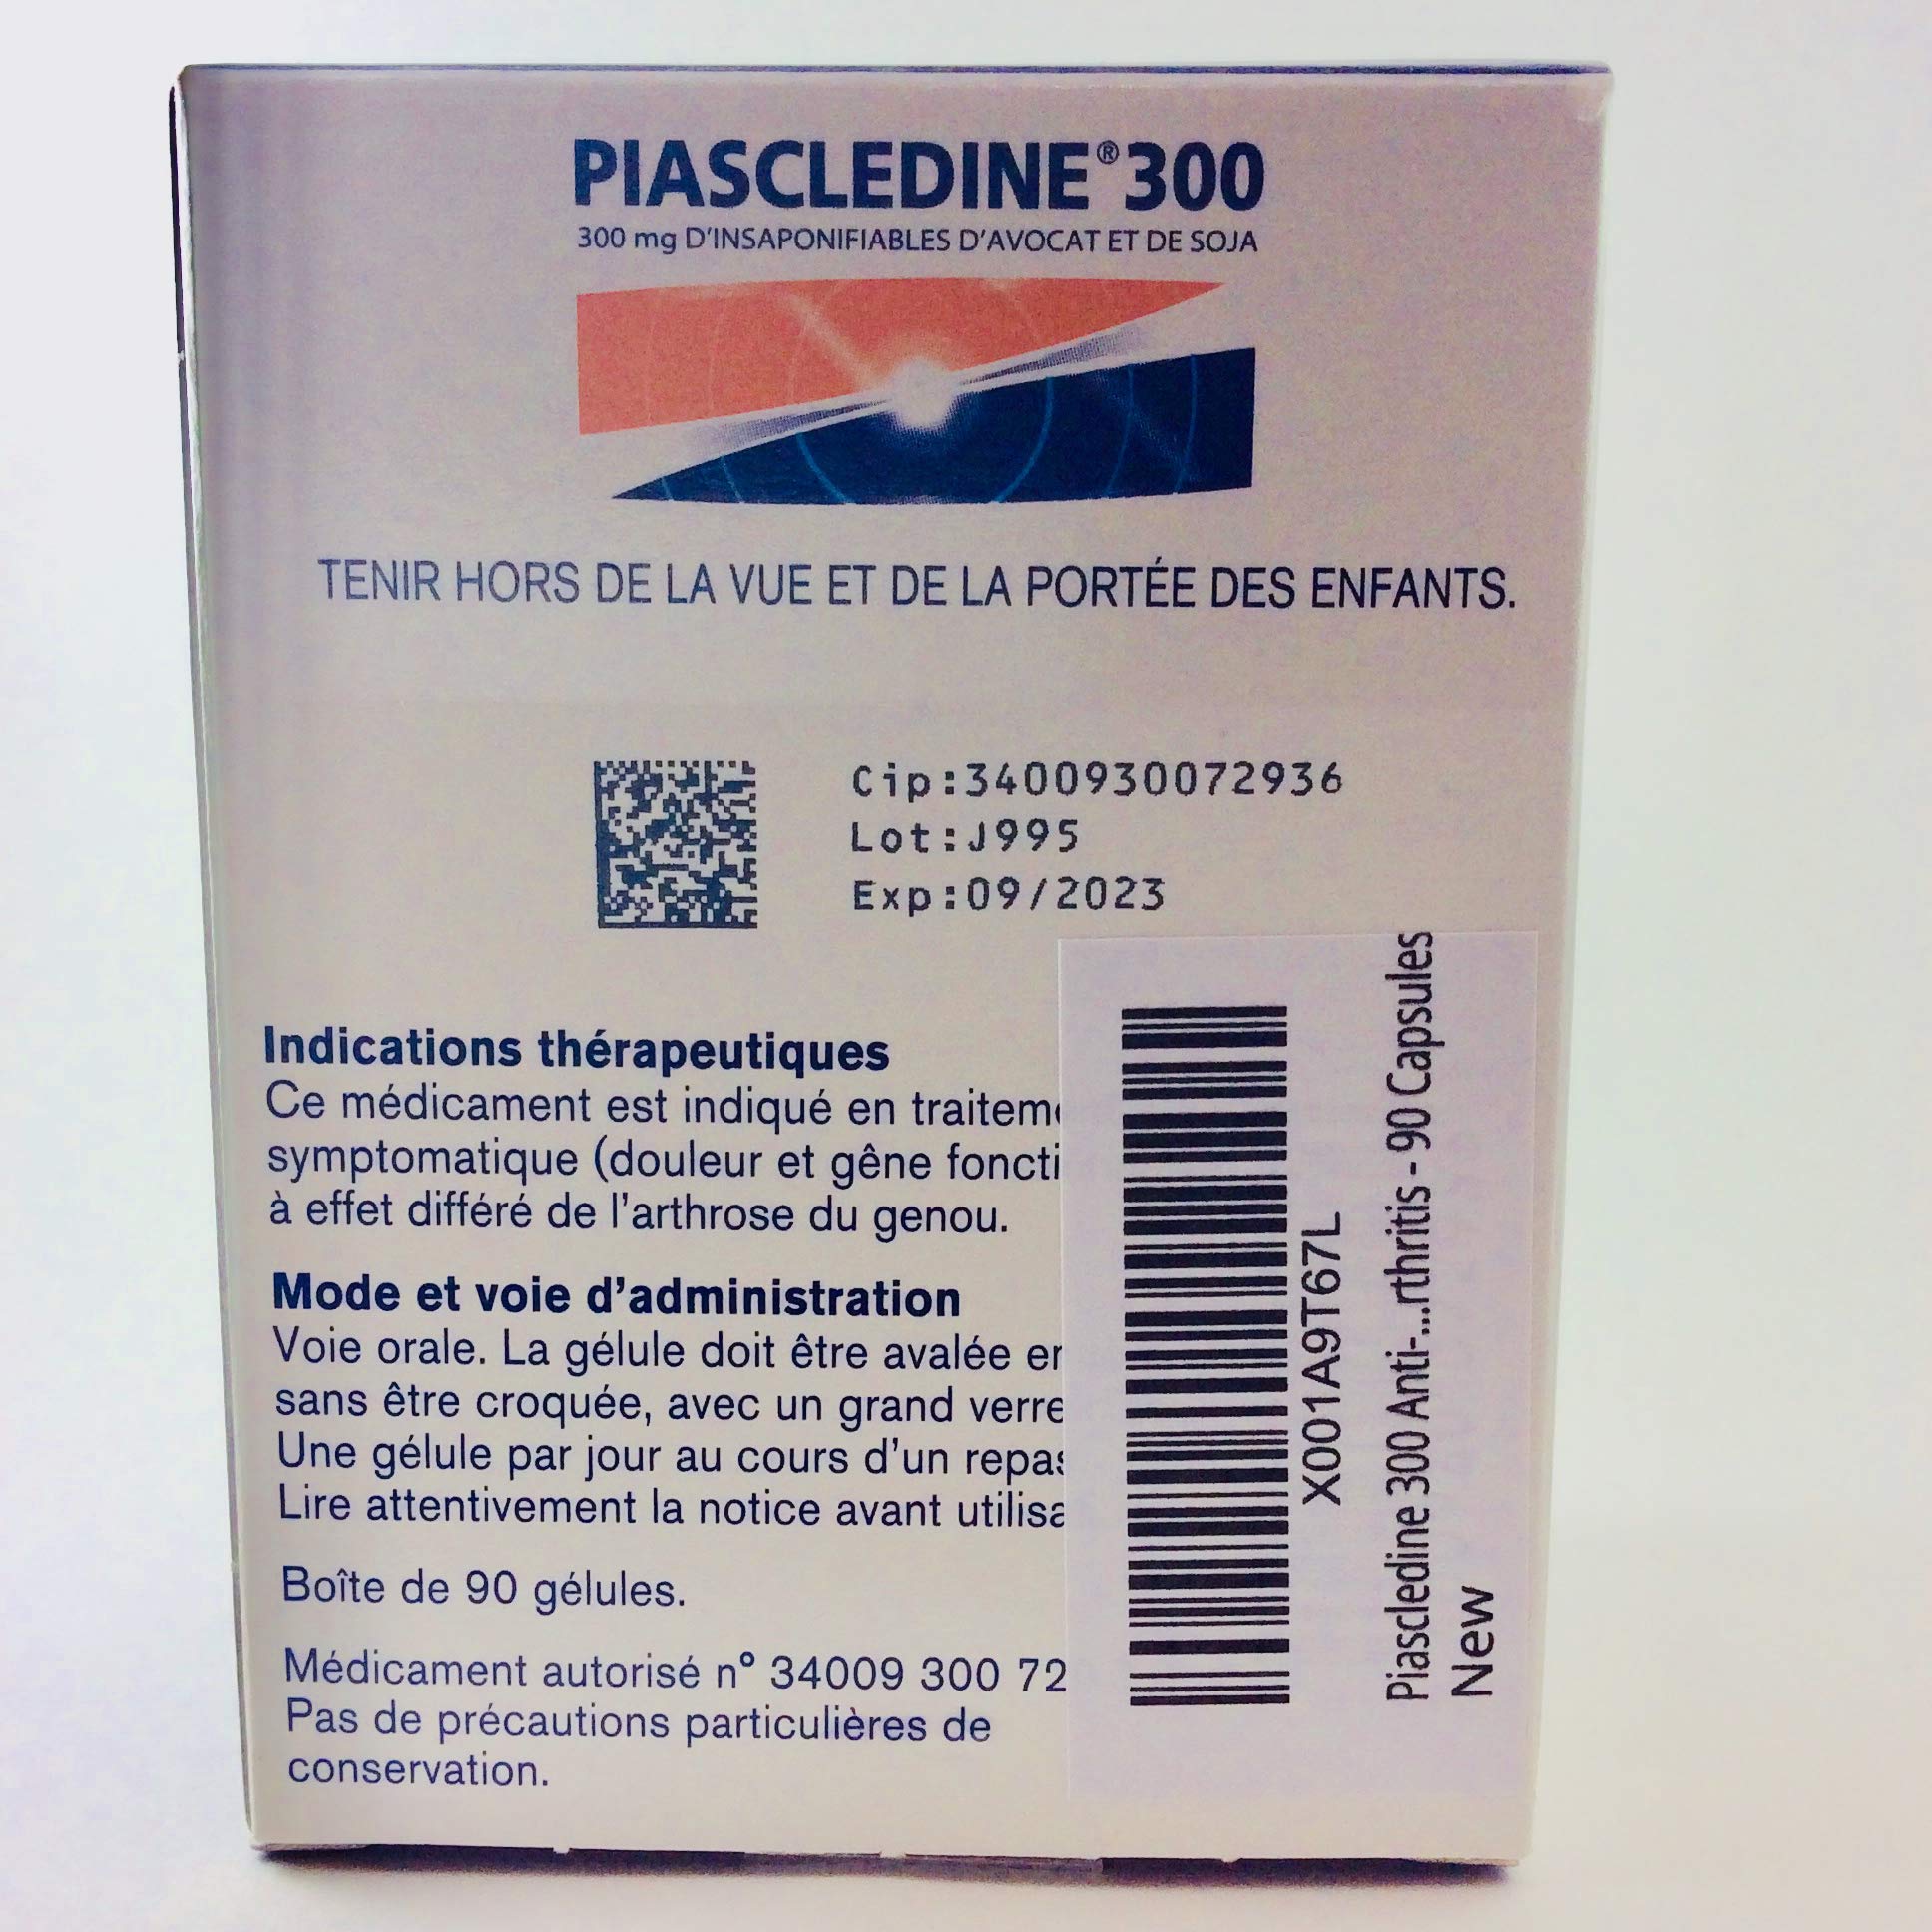 PIASCLEDINE® 300
300 mg D'INSAPONIFIABLES D'AVOCAT ET DE SOJA
TENIR HORS DE LA VUE ET DE LA PORTÉE DES ENFANTS.
Cip:3400930072936
Lot:J995
Exp:09/2023
Indications thérapeutiques
Ce médicament est indiqué en
symptomatique (douleur et gêne
à effet différé de l'arthrose du genou.
Mode et voie d'administration
Voie orale. La gélule doit être avalée
sans être croquée, avec un grand verre
Une gélule par jour au cours d'un
Lire attentivement la notice avant
Boîte de 90 gélules.
Médicament autorisé n° 34009 300 72
Pas de précautions particulières de
conservation.
X001A9T67L
Piascledine 300 Anti-...rthritis - 90 Capsules
New